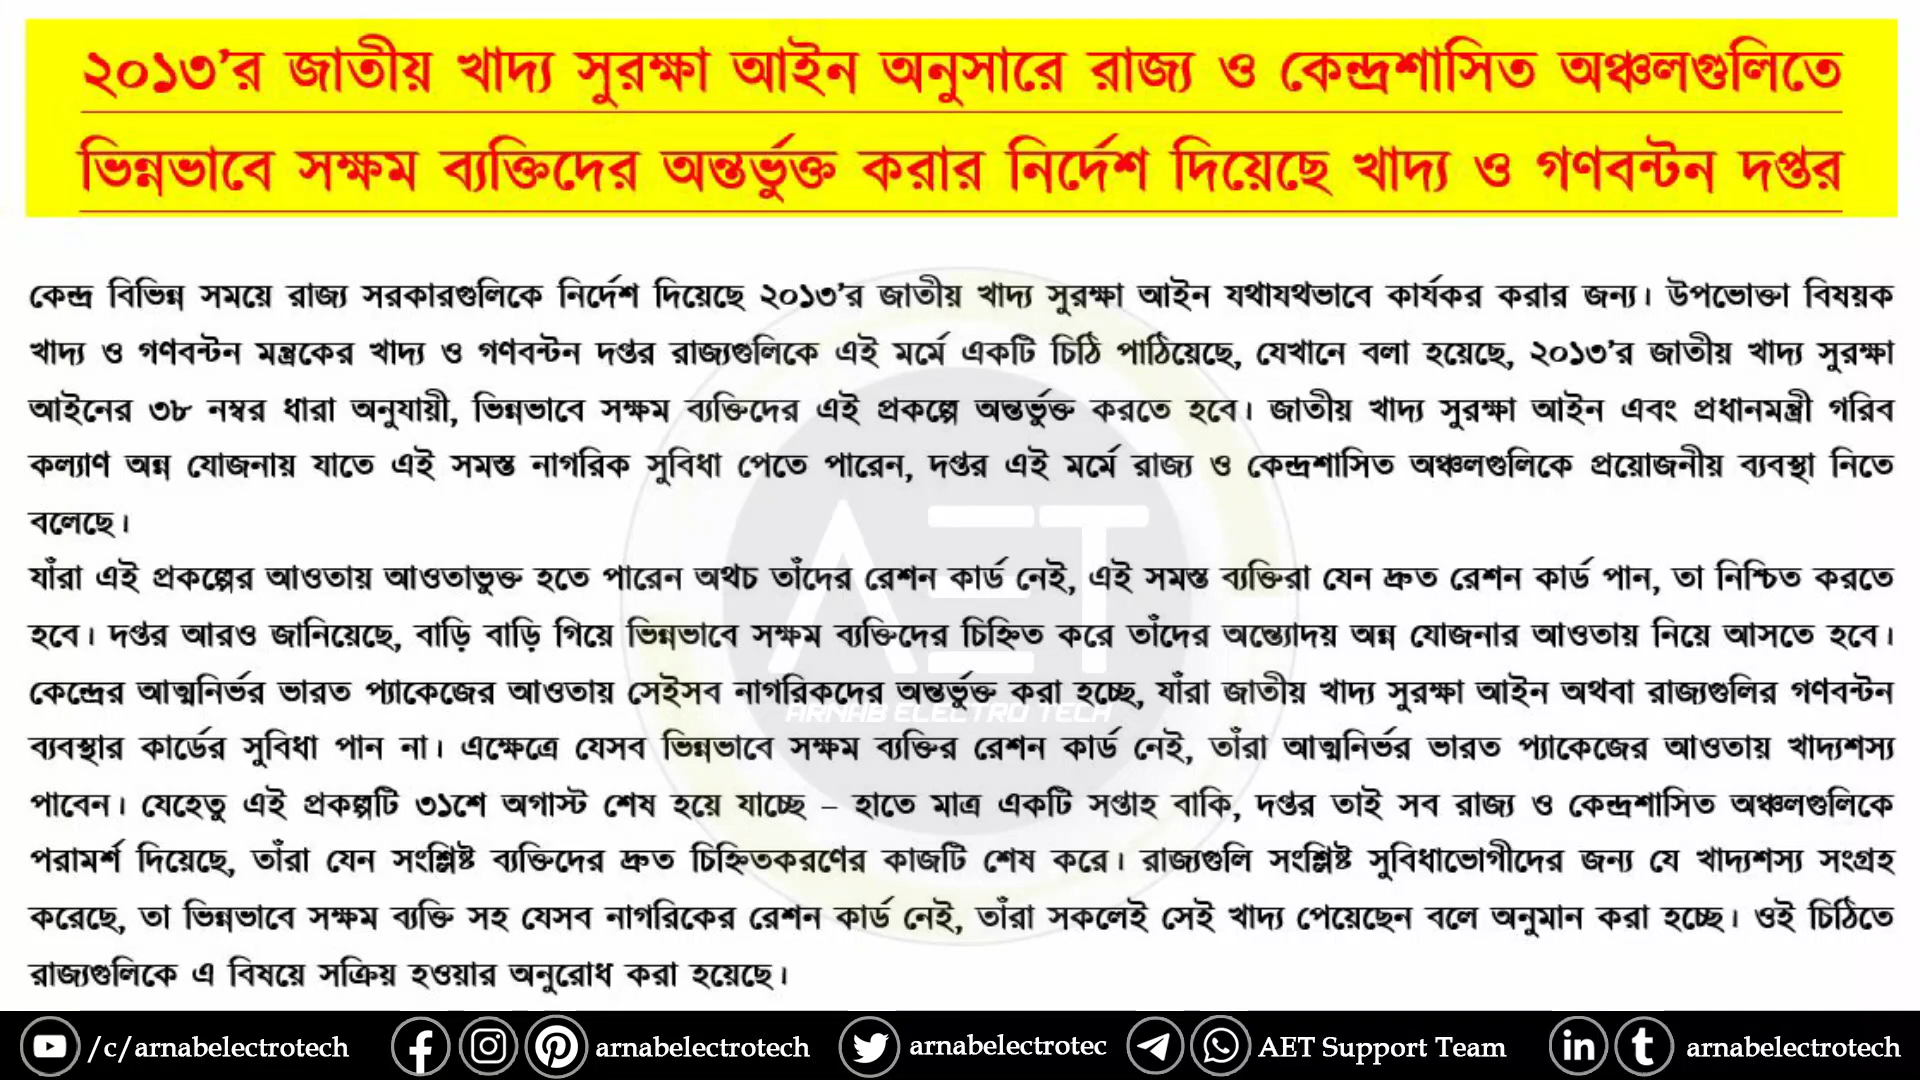 ২০১৩’র জাতীয় খাদ্য সুরক্ষা আইন অনুসারে রাজ্য ও কেন্দ্রশাসিত অঞ্চলগুলিতে
ভিন্নভাবে সক্ষম ব্যক্তিদের অন্তর্ভুক্ত করার নির্দেশ দিয়েছে খাদ্য ও গণবন্টন দপ্তর
কেন্দ্র বিভিন্ন সময়ে রাজ্য সরকারগুলিকে নির্দেশ দিয়েছে ২০১৩’র জাতীয় খাদ্য সুরক্ষা আইন যথাযথভাবে কার্যকর করার জন্য। উপভোক্তা বিষয়ক
খাদ্য ও গণবন্টন মন্ত্রকের খাদ্য ও গণবন্টন দপ্তর রাজ্যগুলিকে এই মর্মে একটি চিঠি পাঠিয়েছে, যেখানে বলা হয়েছে, ২০১৩’র জাতীয় খাদ্য সুরক্ষা
আইনের ৩৮ নম্বর ধারা অনুযায়ী, ভিন্নভাবে সক্ষম ব্যক্তিদের এই প্রকল্পে অন্তর্ভুক্ত করতে হবে। জাতীয় খাদ্য সুরক্ষা আইন এবং প্রধানমন্ত্রী গরিব
কল্যাণ অন্ন যোজনায় যাতে এই সমস্ত নাগরিক সুবিধা পেতে পারেন, দপ্তর এই মর্মে রাজ্য ও কেন্দ্রশাসিত অঞ্চলগুলিকে প্রয়োজনীয় ব্যবস্থা নিতে
বলেছে।
যাঁরা এই প্রকল্পের আওতায় আওতাভুক্ত হতে পারেন অথচ তাঁদের রেশন কার্ড নেই, এই সমস্ত ব্যক্তিরা যেন দ্রুত রেশন কার্ড পান, তা নিশ্চিত করতে
হবে। দপ্তর আরও জানিয়েছে, বাড়ি বাড়ি গিয়ে ভিন্নভাবে সক্ষম ব্যক্তিদের চিহ্নিত করে তাঁদের অন্ত্যোদয় অন্ন যোজনার আওতায় নিয়ে আসতে হবে।
কেন্দ্রের আত্মনির্ভর ভারত প্যাকেজের আওতায় সেইসব নাগরিকদের অন্তর্ভুক্ত করা হচ্ছে, যাঁরা জাতীয় খাদ্য সুরক্ষা আইন অথবা রাজ্যগুলির গণবন্টন
ব্যবস্থার কার্ডের সুবিধা পান না। এক্ষেত্রে যেসব ভিন্নভাবে সক্ষম ব্যক্তির রেশন কার্ড নেই, তাঁরা আত্মনির্ভর ভারত প্যাকেজের আওতায় খাদ্যশস্য
পাবেন। যেহেতু এই প্রকল্পটি ৩১শে অগাস্ট শেষ হয়ে যাচ্ছে – হাতে মাত্র একটি সপ্তাহ বাকি, দপ্তর তাই সব রাজ্য ও কেন্দ্রশাসিত অঞ্চলগুলিকে
পরামর্শ দিয়েছে, তাঁরা যেন সংশ্লিষ্ট ব্যক্তিদের দ্রুত চিহ্নিতকরণের কাজটি শেষ করে। রাজ্যগুলি সংশ্লিষ্ট সুবিধাভোগীদের জন্য যে খাদ্যশস্য সংগ্রহ
করেছে, তা ভিন্নভাবে সক্ষম ব্যক্তি সহ যেসব নাগরিকের রেশন কার্ড নেই, তাঁরা সকলেই সেই খাদ্য পেয়েছেন বলে অনুমান করা হচ্ছে। ওই চিঠিতে
রাজ্যগুলিকে এ বিষয়ে সক্রিয় হওয়ার অনুরোধ করা হয়েছে।
AET
ARNAB ELECTRO TECH
/c/arnabelectrotech arnabelectrotech arnabelectrotec AET Support Team arnabelectrotech